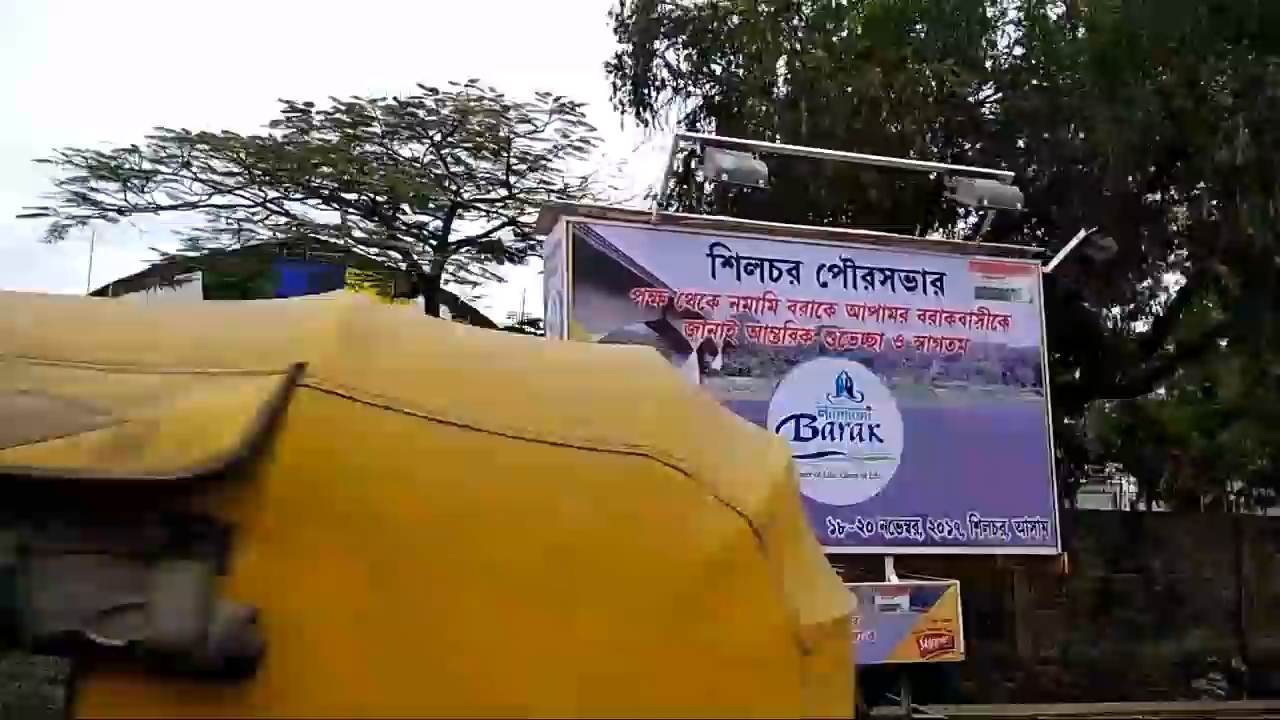 শিলচর পৌরসভার
পক্ষ থেকে নমামি বরাকে আপামর বরাকবাসীকে
জানাই আন্তরিক শুভেচ্ছা ও স্বাগতম
Namami
Barak
১৮-২০ নভেম্বর, ২০১৭, শিলচর, আসাম